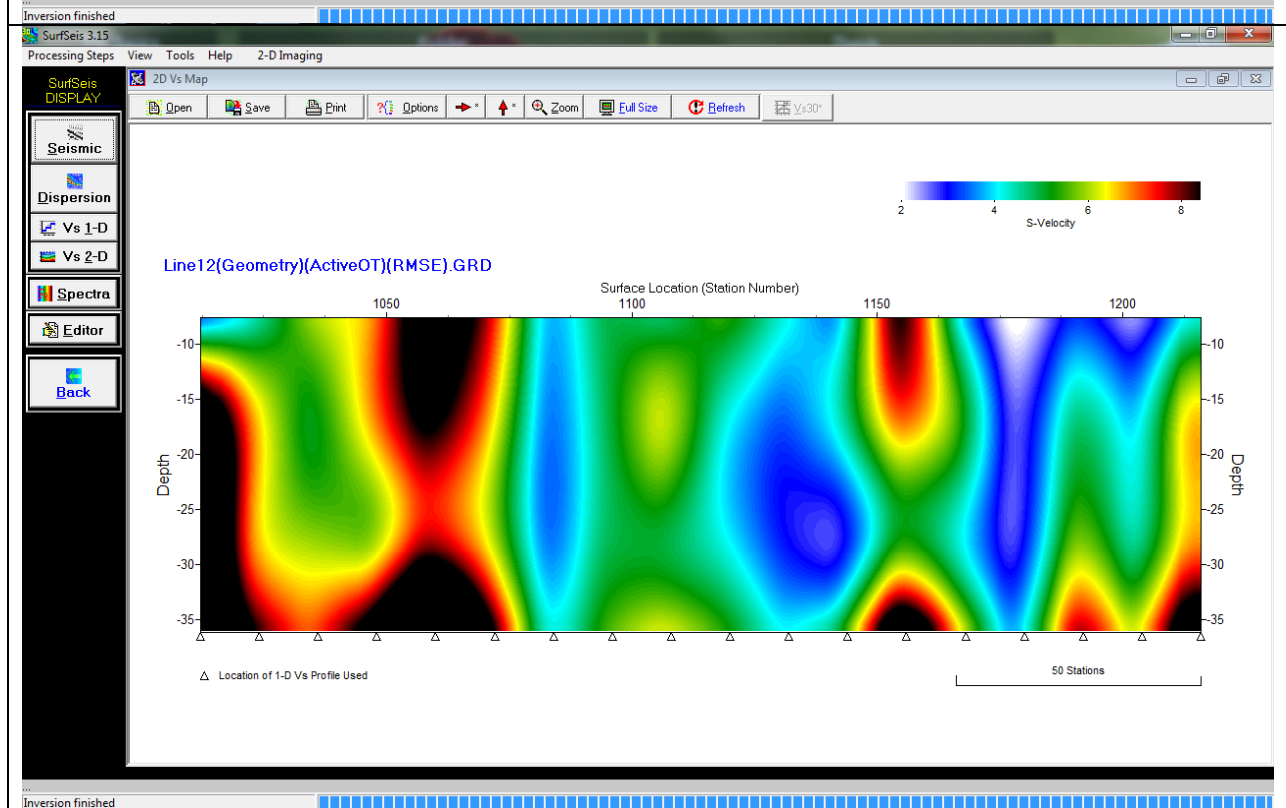 ...
Inversion finished
SurfSeis 3.15
Processing Steps View Tools Help 2-D Imaging
SurfSeis
DISPLAY
2D Vs Map
Open Save Print ?{} Options Zoom Full Size Refresh Vs30"
Seismic
Dispersion
Vs 1-D
Vs 2-D
Spectra
Editor
Back
2 4 6 8
S-Velocity
Line12(Geometry)(ActiveOT)(RMSE).GRD
Surface Location (Station Number)
1050 1100 1150 1200
-10 -10
-15 -15
-20 -20
-25 -25
-30 -30
-35 -35
Depth
Depth
Location of 1-D Vs Profile Used
50 Stations
...
Inversion finished